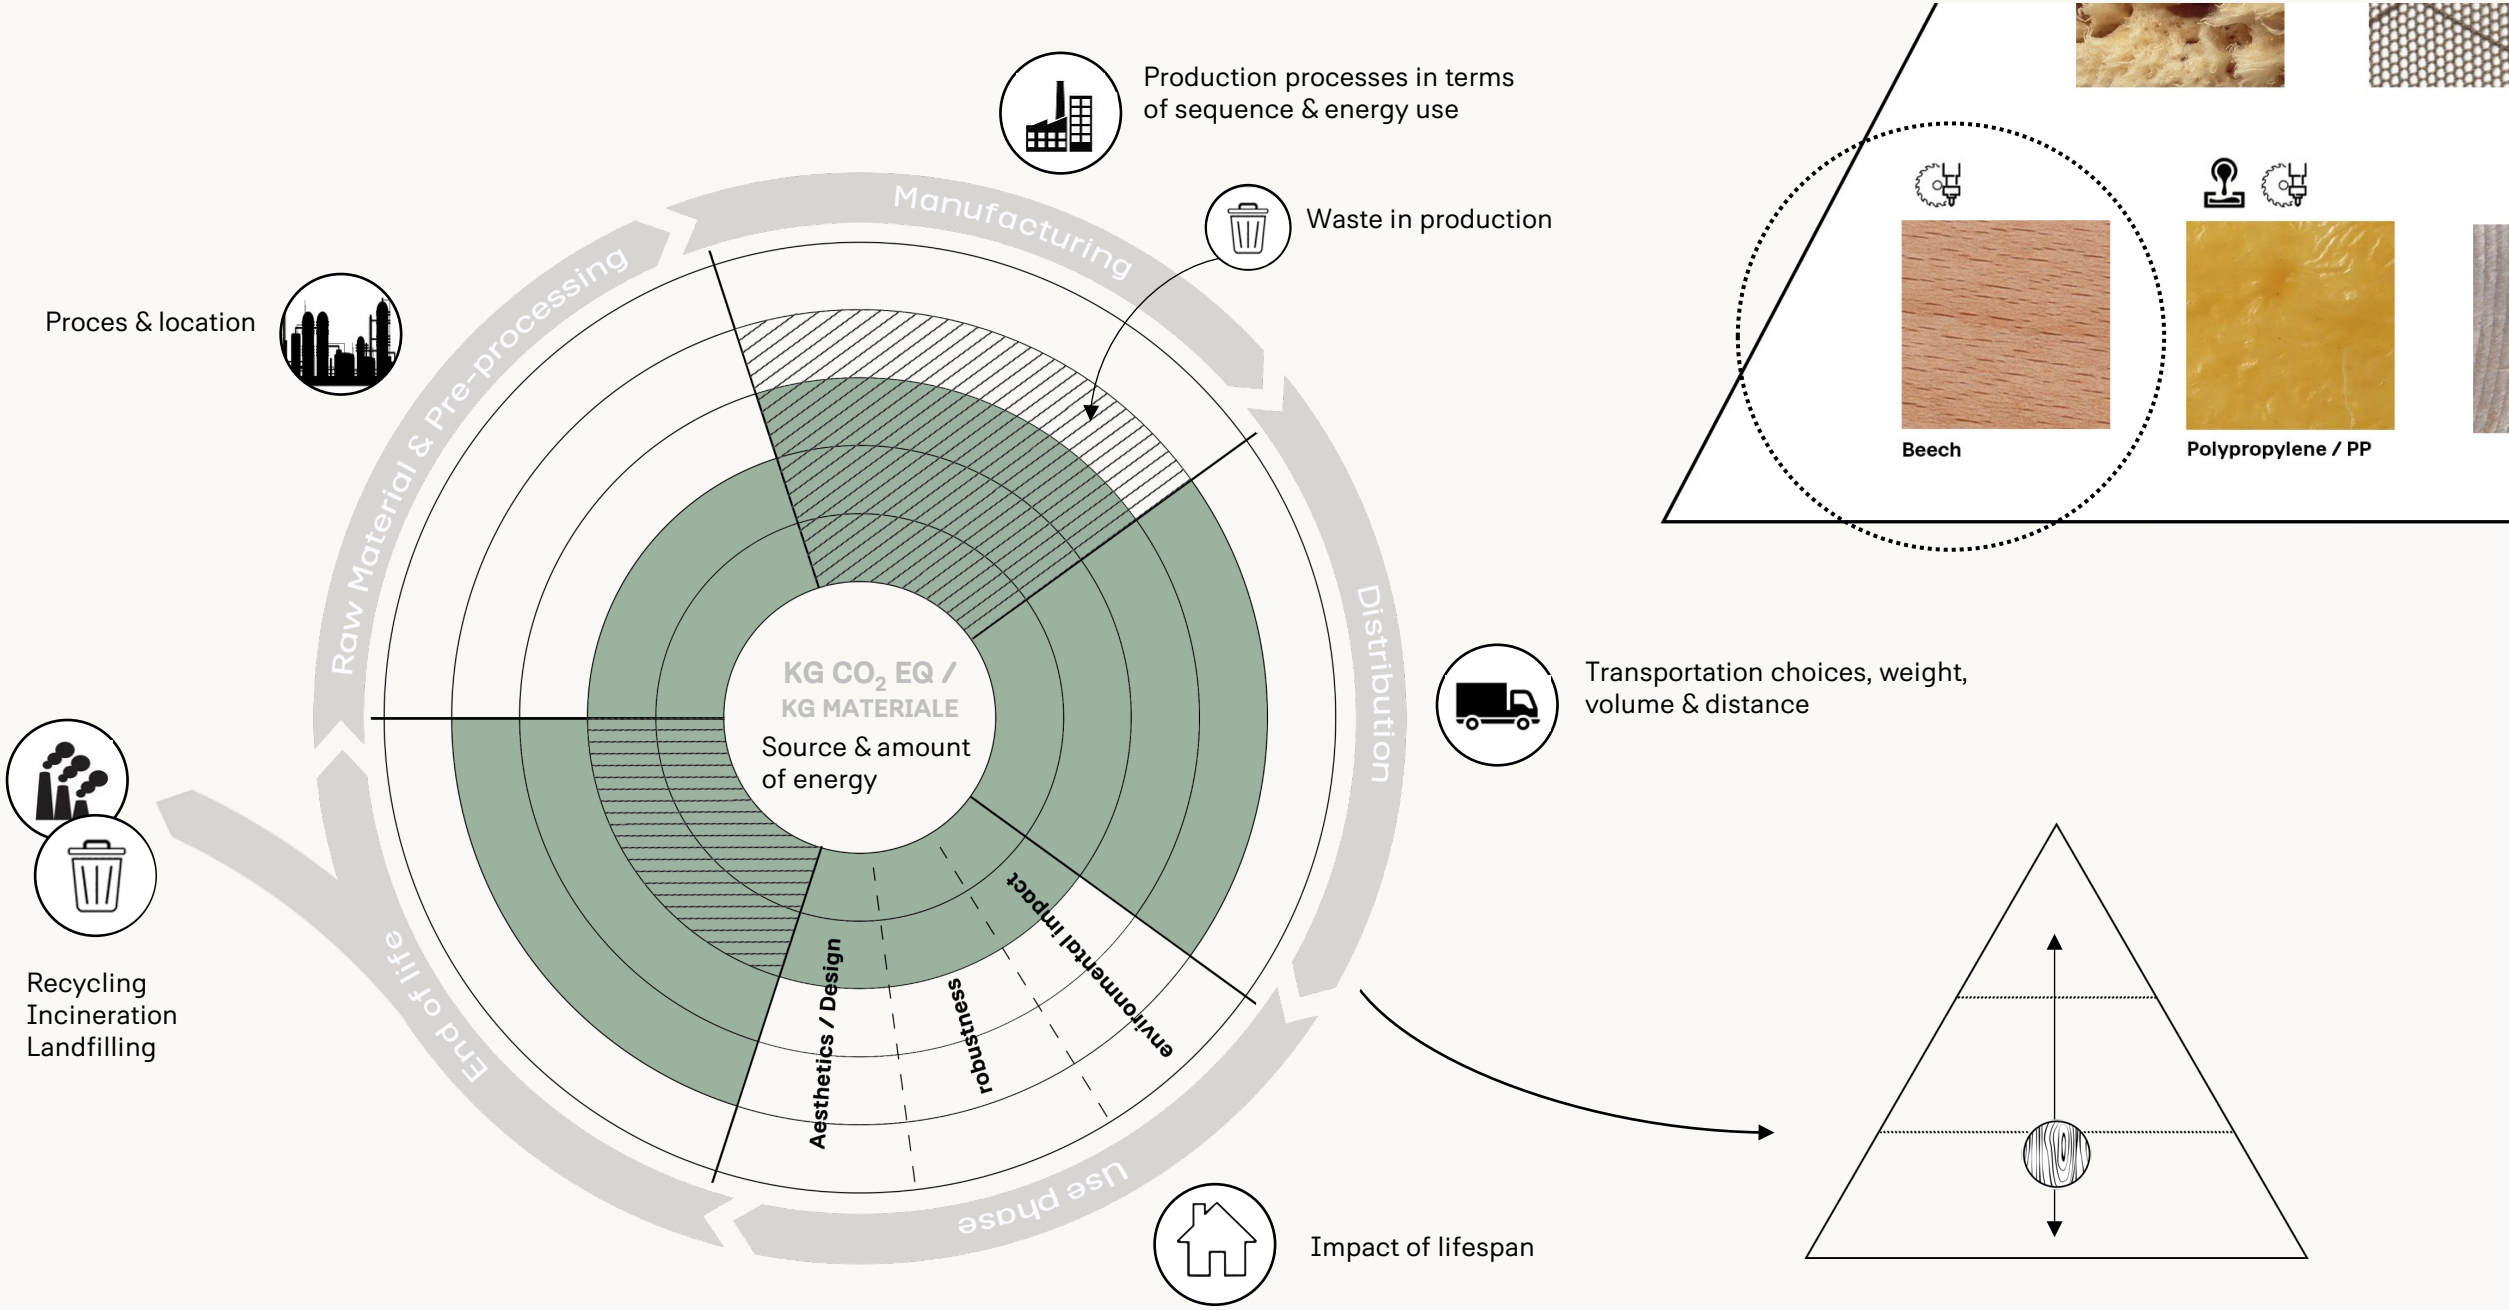 Production processes in terms
of sequence & energy use
Waste in production
Manufacturing
Proces & location
Raw Material & Pre-processing
Beech
Polypropylene / PP
Distribution
KG CO₂ EQ /
KG MATERIALE
Source & amount
of energy
Transportation choices, weight,
volume & distance
Aesthetics / Design
robustness
environmental impact
Recycling
Incineration
Landfilling
End of life
Use phase
Impact of lifespan